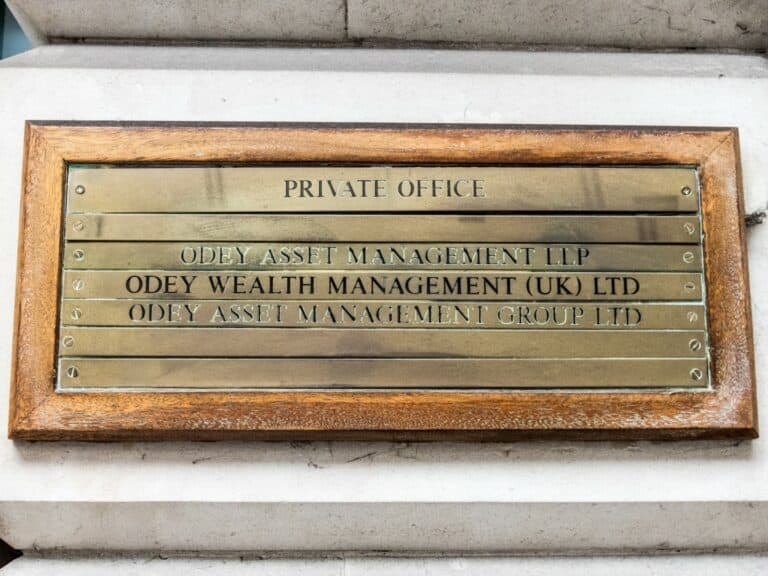 PRIVATE OFFICE
ODEY ASSET MANAGEMENT LLP
ODEY WEALTH MANAGEMENT (UK) LTD
ODEY ASSET MANAGEMENT GROUP LTD